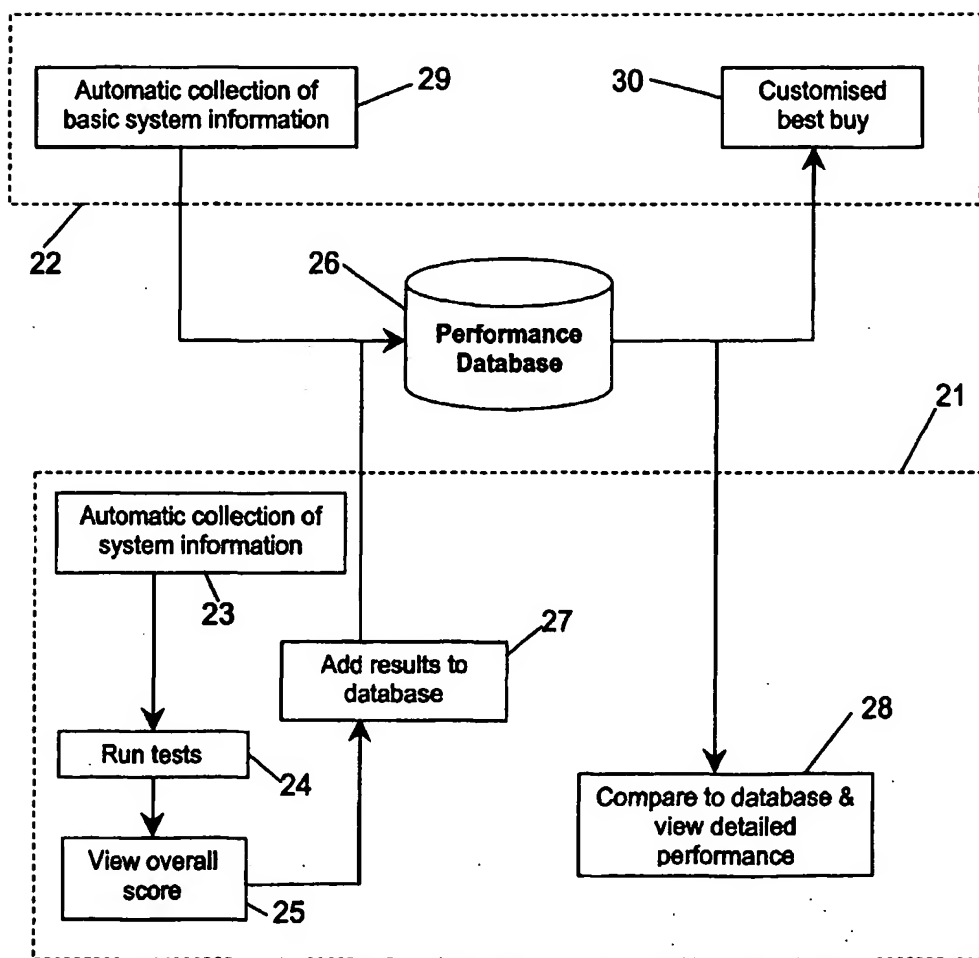 Automatic collection of
basic system information
29
30
Customised
best buy
22
26
Performance
Database
21
Automatic collection of
system information
23
27
Add results to
database
Run tests
24
28
Compare to database &
view detailed
performance
View overall
score
25